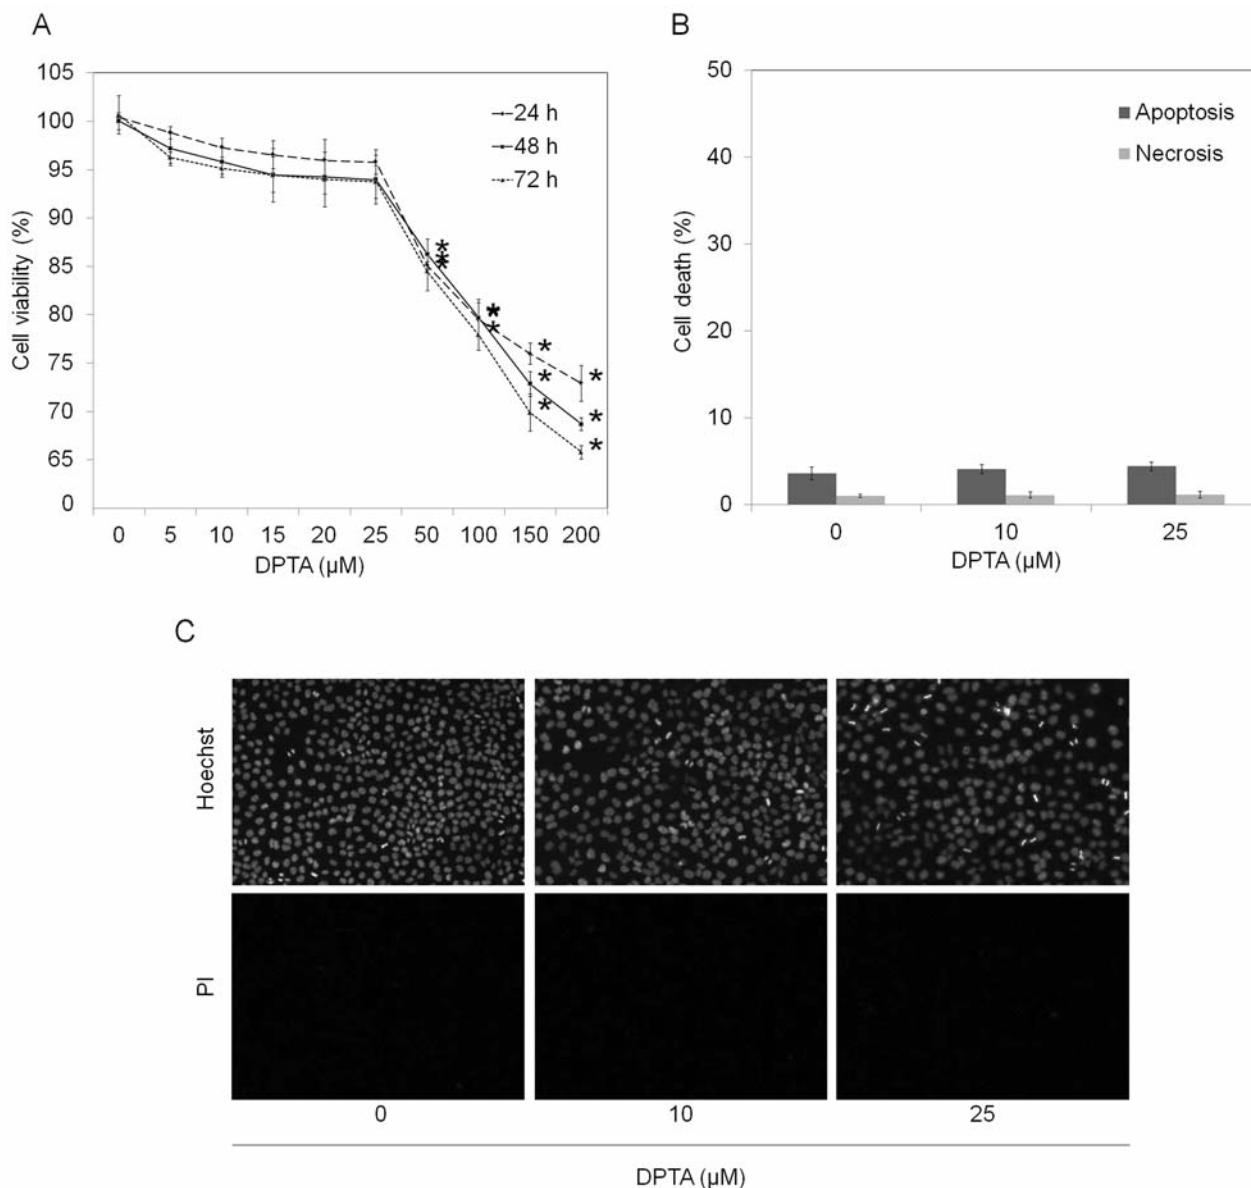 A
Cell viability (%)
105
100
95
90
85
80
75
70
65
0
24 h
48 h
72 h
* * *
* * *
* * *
* * *
0 5 10 15 20 25 50 100 150 200
DPTA (µM)
B
Cell death (%)
50
40
30
20
10
0
Apoptosis
Necrosis
0 10 25
DPTA (µM)
C
Hoechst
PI
0 10 25
DPTA (µM)